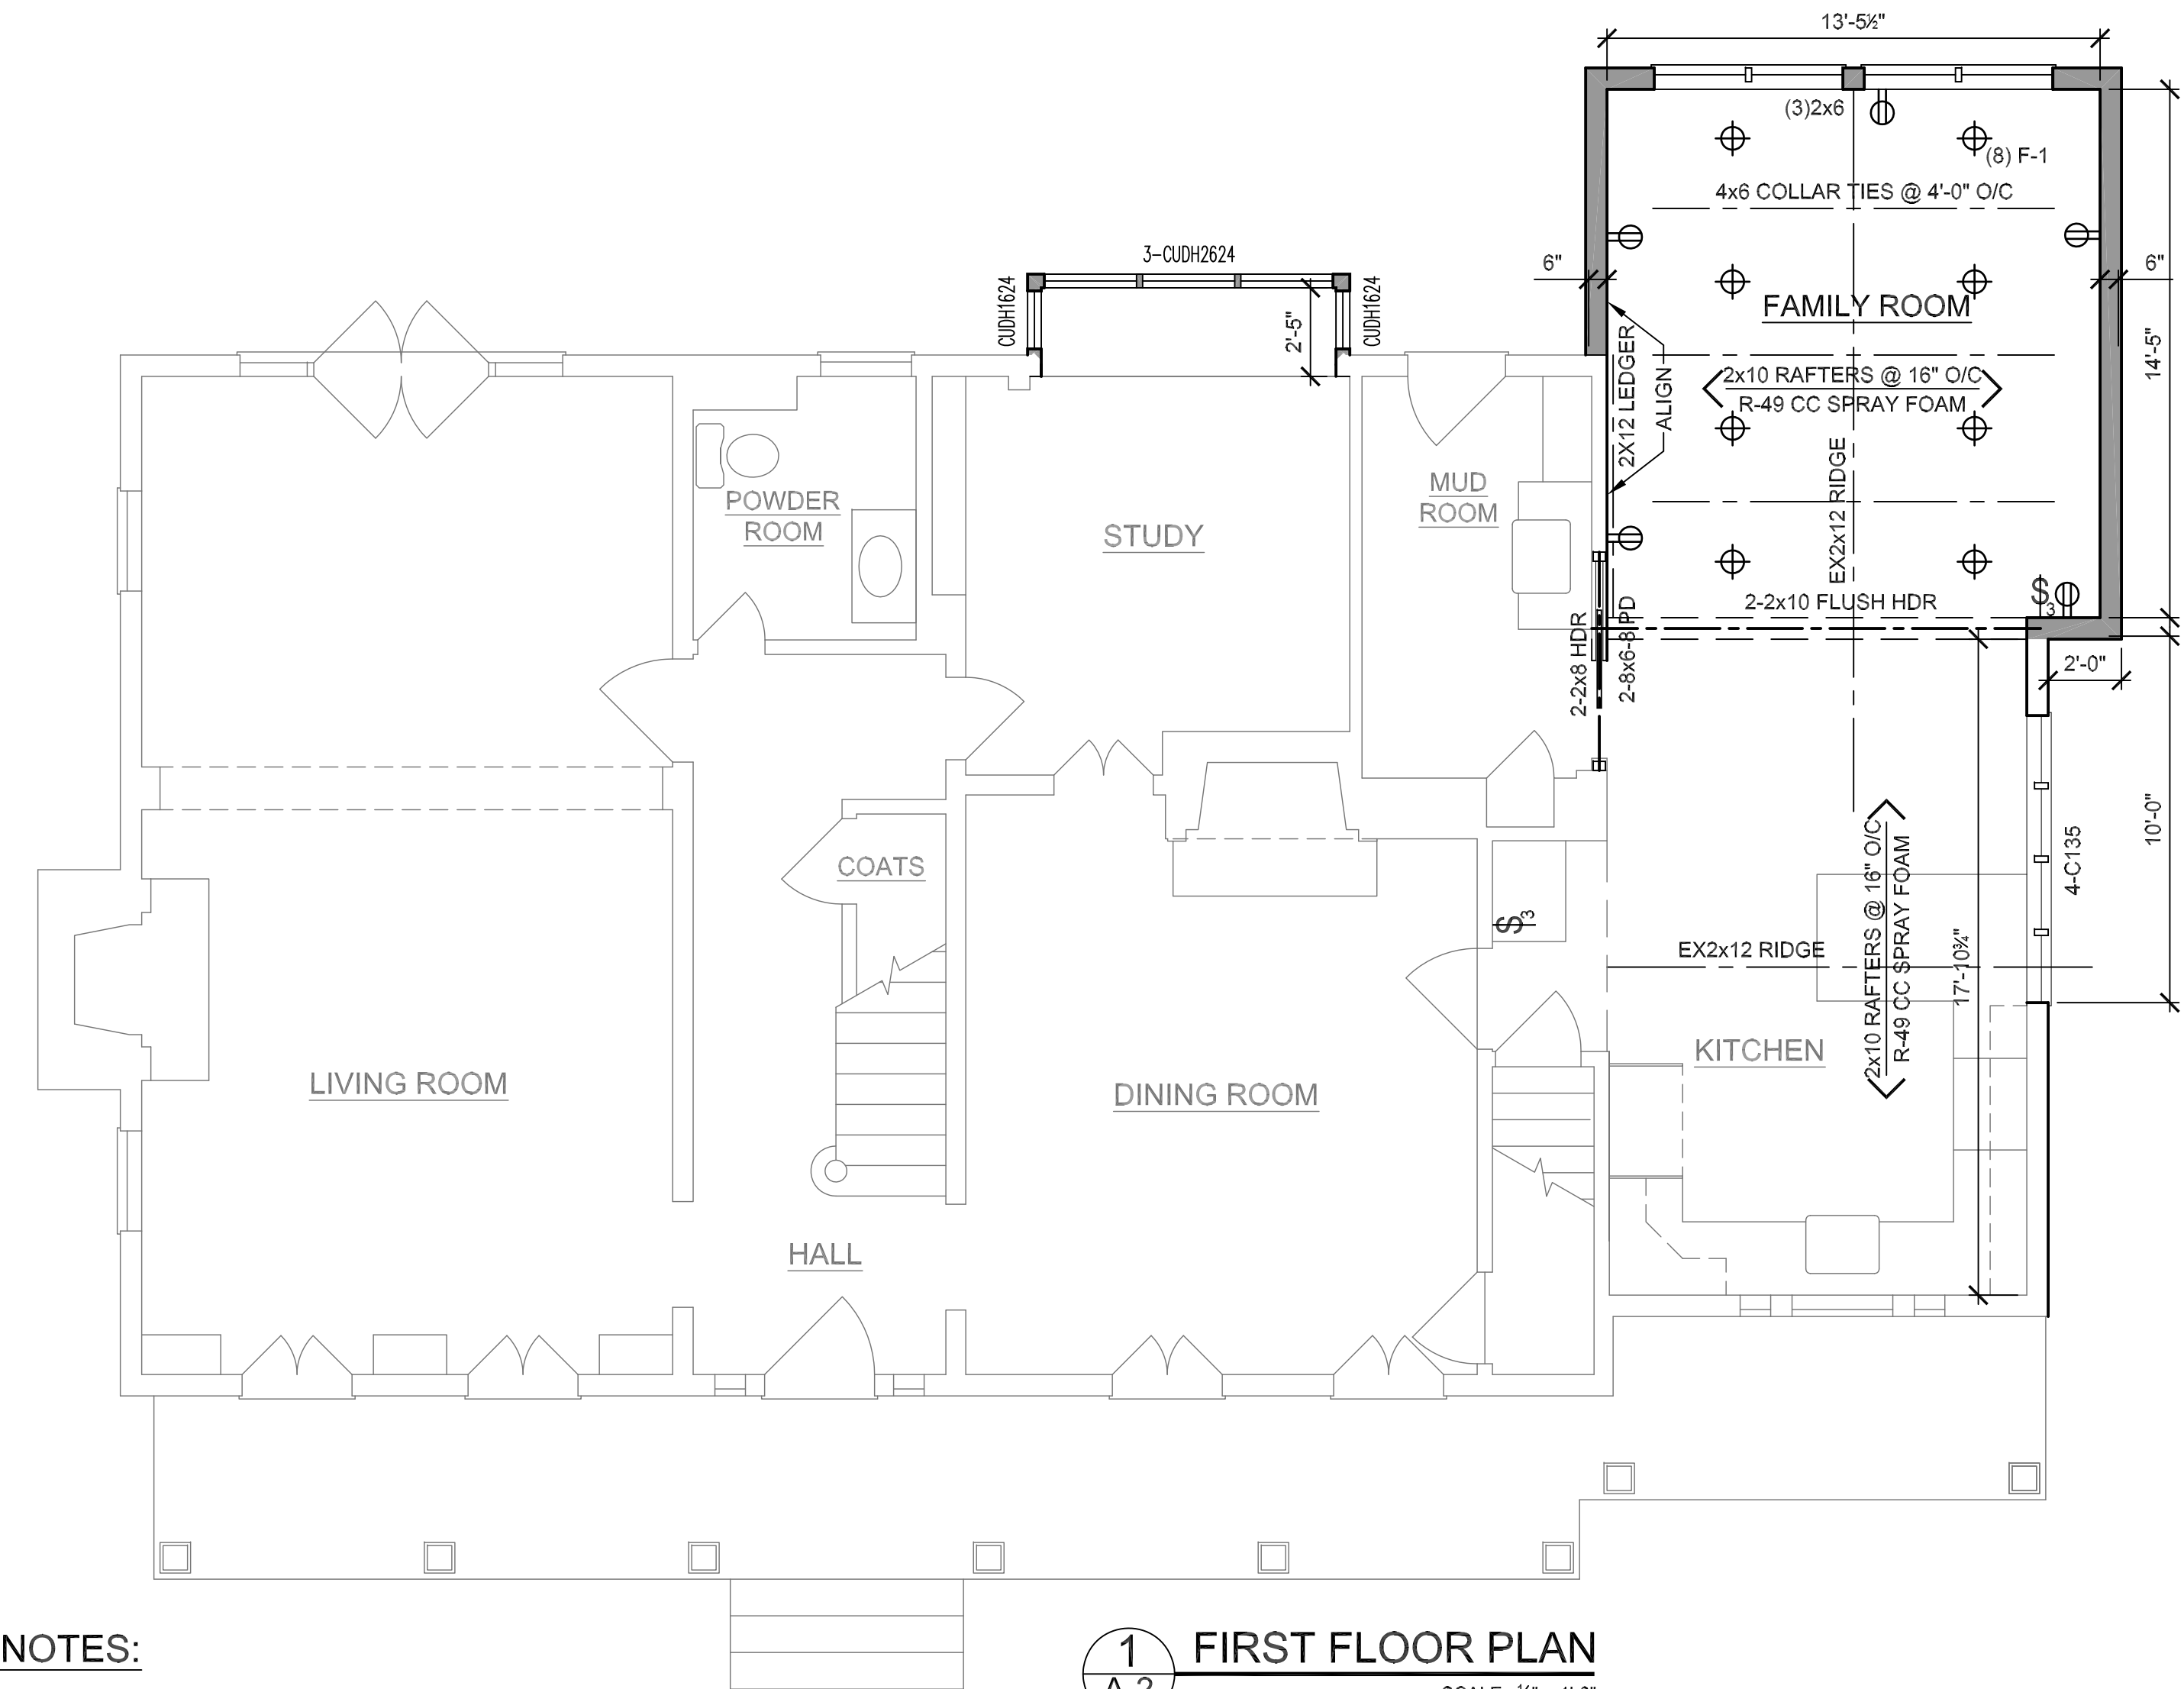 13'-5½"
(3)2x6
(8) F-1
4x6 COLLAR TIES @ 4'-0" O/C
3-CUDH2624
CUDH1624
CUDH1624
2'-5"
6"
6"
FAMILY ROOM
2X12 LEDGER
ALIGN
2x10 RAFTERS @ 16" O/C
R-49 CC SPRAY FOAM
14'-5"
EX2x12 RIDGE
POWDER
ROOM
STUDY
MUD
ROOM
2-2x10 FLUSH HDR
S3
2-2x8 HDR
2-8x6-8 PD
2'-0"
10'-0"
4-C135
COATS
S3
EX2x12 RIDGE
2x10 RAFTERS @ 16" O/C
R-49 CC SPRAY FOAM
17'-10¾"
KITCHEN
LIVING ROOM
DINING ROOM
HALL
NOTES:
1
FIRST FLOOR PLAN
A-2